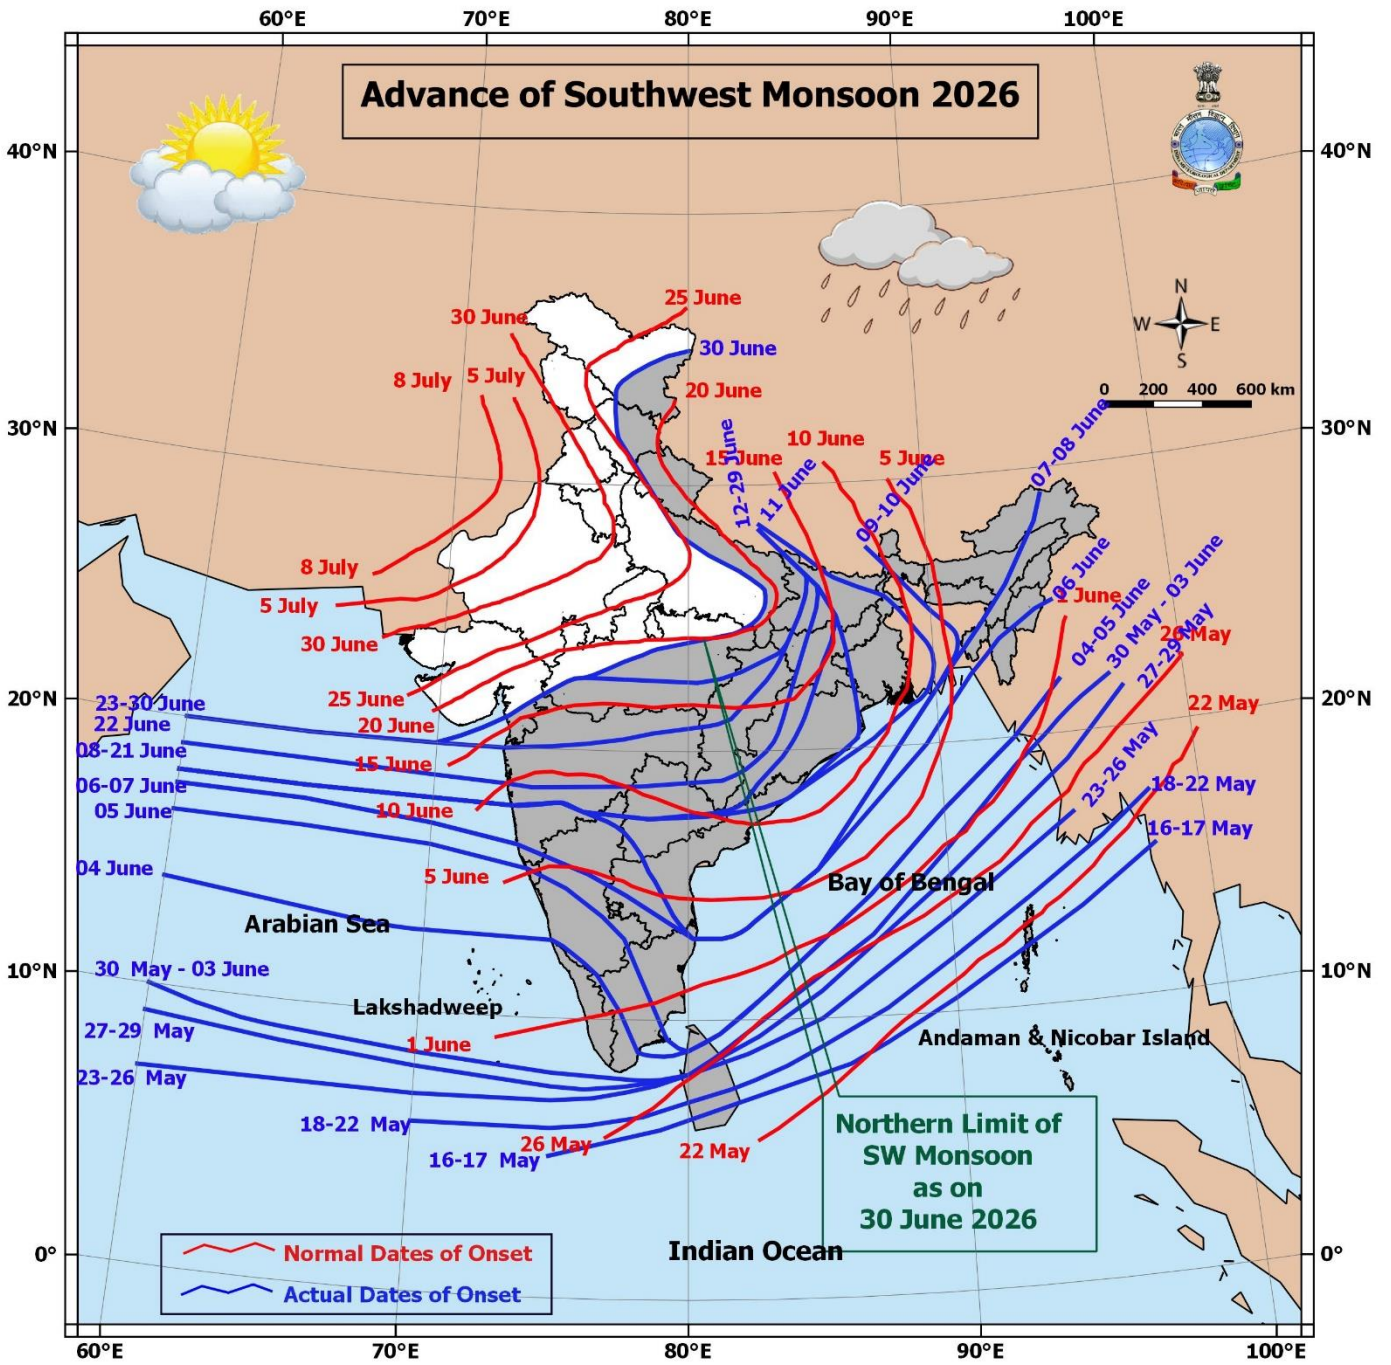 60°E 70°E 80°E 90°E 100°E
Advance of Southwest Monsoon 2026
40°N 40°N
N
W E
S
25 June
30 June
30 June
8 July 5 July
20 June
0 200 400 600 km
30°N 30°N
10 June
15 June
12-29 June
11 June
5 June
09-10 June
07-08 June
8 July
5 July
30 June
06 June
1 June
04-05 June
30 May - 03 June
27-29 May
26 May
25 June
20°N 20°N
23-30 June
22 June
20 June
22 May
08-21 June
15 June
06-07 June
10 June
05 June
23-26 May
18-22 May
16-17 May
04 June
5 June
Bay of Bengal
Arabian Sea
10°N 10°N
30 May - 03 June
Lakshadweep
27-29 May
1 June
Andaman & Nicobar Island
23-26 May
18-22 May
26 May
22 May
16-17 May
Northern Limit of
SW Monsoon
as on
30 June 2026
0° 0°
Indian Ocean
Normal Dates of Onset
Actual Dates of Onset
60°E 70°E 80°E 90°E 100°E